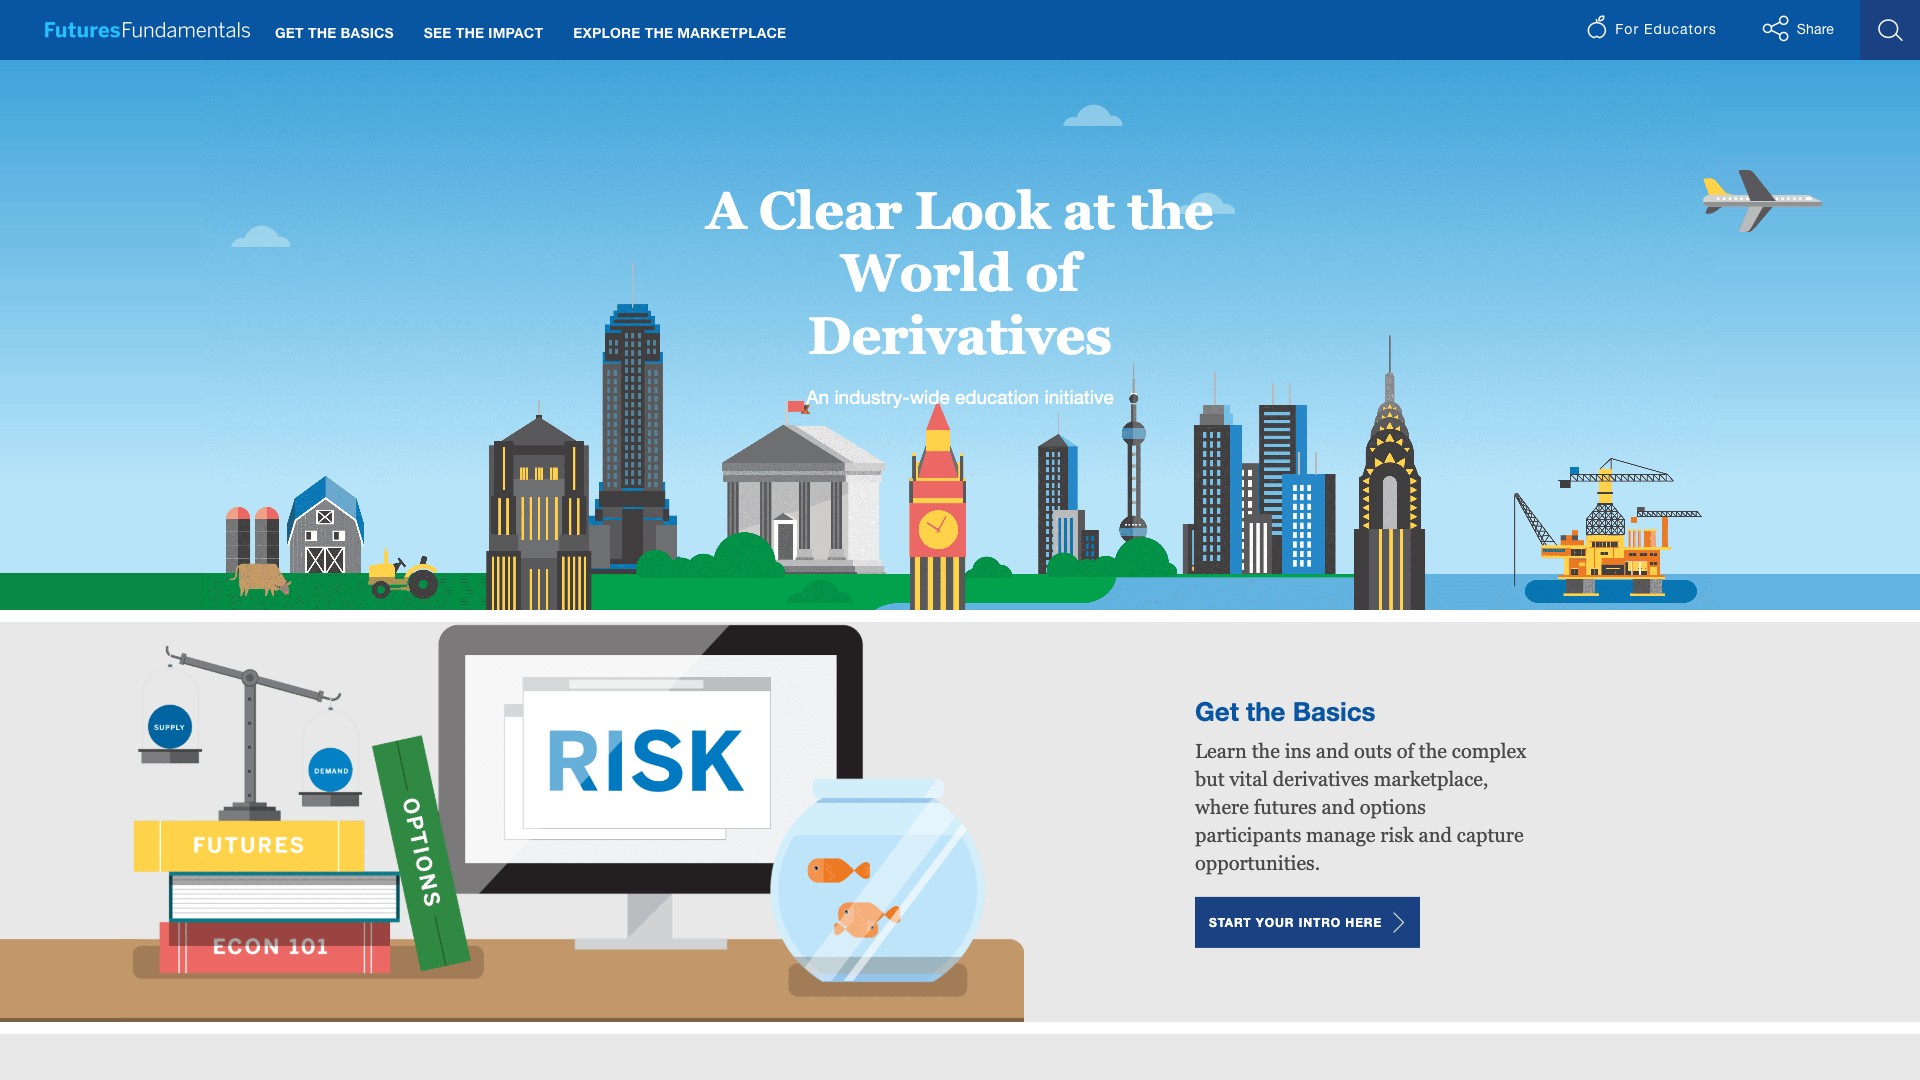 FuturesFundamentals GET THE BASICS SEE THE IMPACT EXPLORE THE MARKETPLACE For Educators Share
A Clear Look at the
World of
Derivatives
An industry-wide education initiative
SUPPLY
DEMAND
FUTURES
ECON 101
OPTIONS
RISK
Get the Basics
Learn the ins and outs of the complex
but vital derivatives marketplace,
where futures and options
participants manage risk and capture
opportunities.
START YOUR INTRO HERE